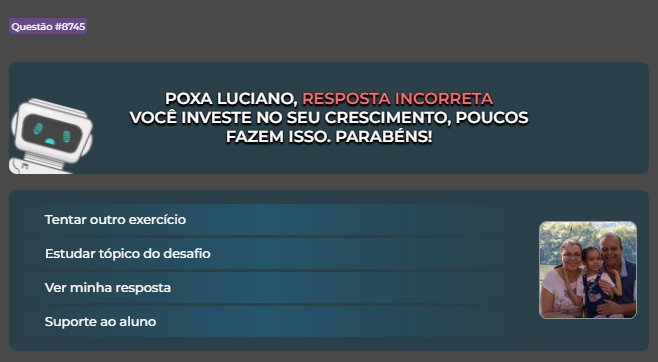 Questão #8745
POXA LUCIANO, RESPOSTA INCORRETA
VOCÊ INVESTE NO SEU CRESCIMENTO, POUCOS
FAZEM ISSO. PARABÉNS!
Tentar outro exercício
Estudar tópico do desafio
Ver minha resposta
Suporte ao aluno